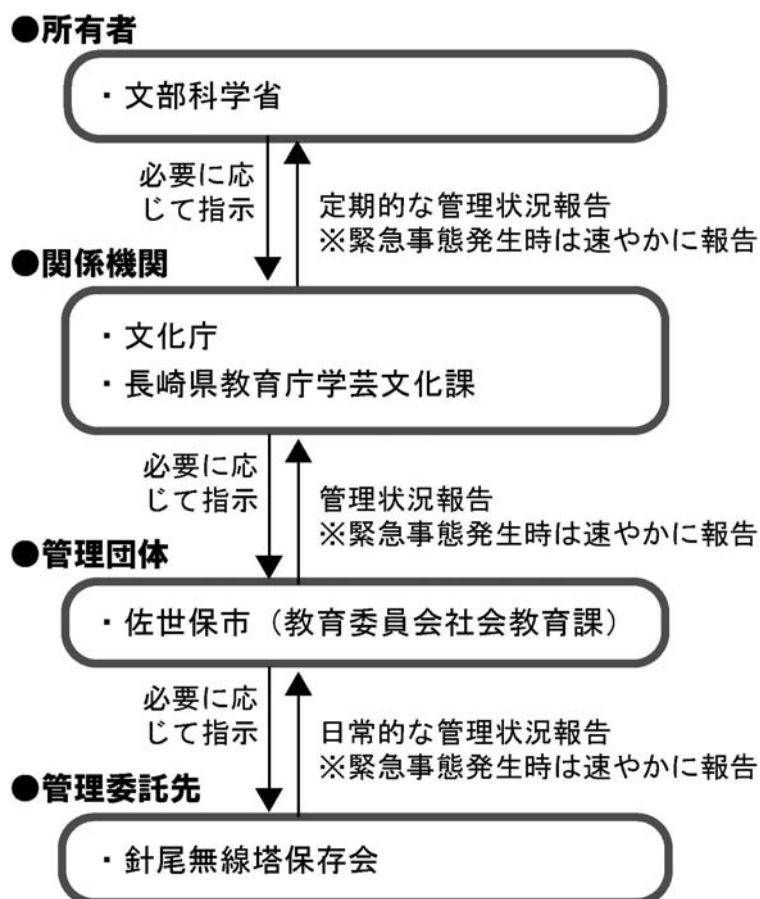 ●所有者
・文部科学省
必要に応
じて指示
定期的な管理状況報告
※緊急事態発生時は速やかに報告
●関係機関
・文化庁
・長崎県教育庁学芸文化課
必要に応
じて指示
管理状況報告
※緊急事態発生時は速やかに報告
●管理団体
・佐世保市（教育委員会社会教育課）
必要に応
じて指示
日常的な管理状況報告
※緊急事態発生時は速やかに報告
●管理委託先
・針尾無線塔保存会